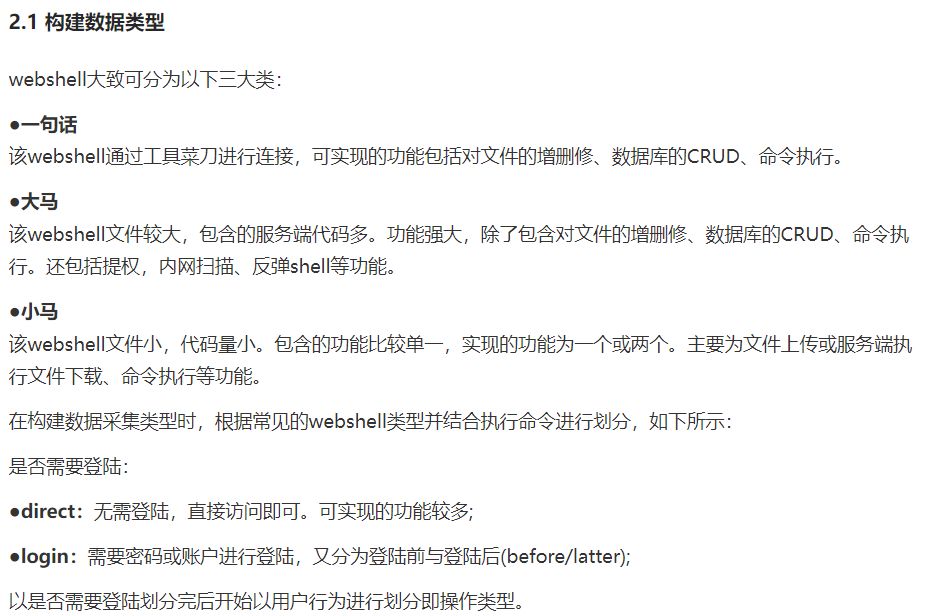 2.1 构建数据类型
webshell大致可分为以下三大类：
●一句话
该webshell通过工具菜刀进行连接，可实现的功能包括对文件的增删修、数据库的CRUD、命令执行。
●大马
该webshell文件较大，包含的服务端代码多。功能强大，除了包含对文件的增删修、数据库的CRUD、命令执
行。还包括提权，内网扫描、反弹shell等功能。
●小马
该webshell文件小，代码量小。包含的功能比较单一，实现的功能为一个或两个。主要为文件上传或服务端执
行文件下载、命令执行等功能。
在构建数据采集类型时，根据常见的webshell类型并结合执行命令进行划分，如下所示：
是否需要登陆：
●direct：无需登陆，直接访问即可。可实现的功能较多;
●login：需要密码或账户进行登陆，又分为登陆前与登陆后(before/latter);
以是否需要登陆划分完后开始以用户行为进行划分即操作类型。